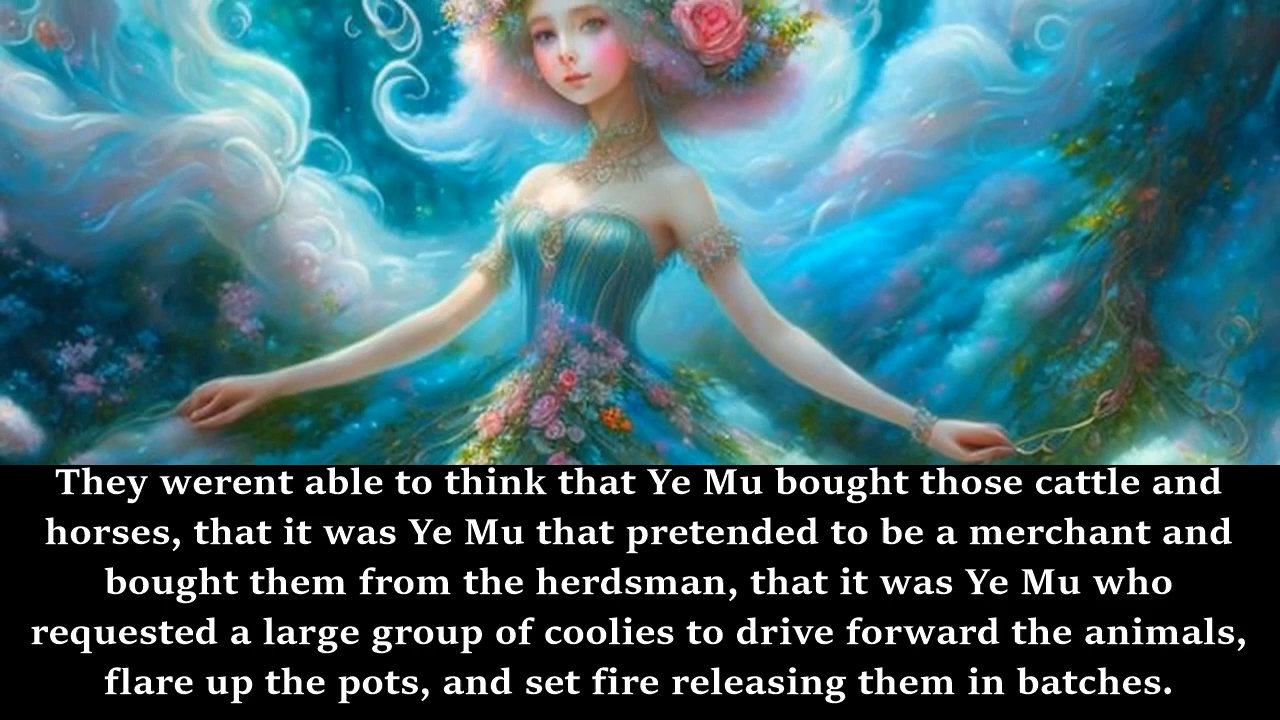 They werent able to think that Ye Mu bought those cattle and
horses, that it was Ye Mu that pretended to be a merchant and
bought them from the herdsman, that it was Ye Mu who
requested a large group of coolies to drive forward the animals,
flare up the pots, and set fire releasing them in batches.